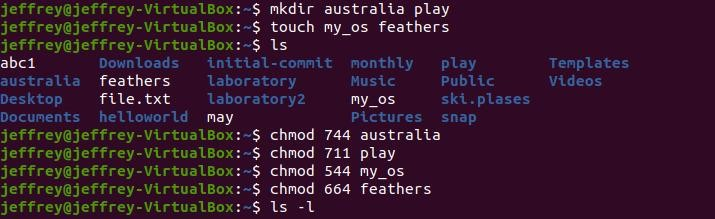 jeffrey@jeffrey-VirtualBox:~$ mkdir australia play
jeffrey@jeffrey-VirtualBox:~$ touch my_os feathers
jeffrey@jeffrey-VirtualBox:~$ ls
abc1 Downloads initial-commit monthly play Templates
australia feathers laboratory Music Public Videos
Desktop file.txt laboratory2 my_os ski.plases
Documents helloworld may Pictures snap
jeffrey@jeffrey-VirtualBox:~$ chmod 744 australia
jeffrey@jeffrey-VirtualBox:~$ chmod 711 play
jeffrey@jeffrey-VirtualBox:~$ chmod 544 my_os
jeffrey@jeffrey-VirtualBox:~$ chmod 664 feathers
jeffrey@jeffrey-VirtualBox:~$ ls -l